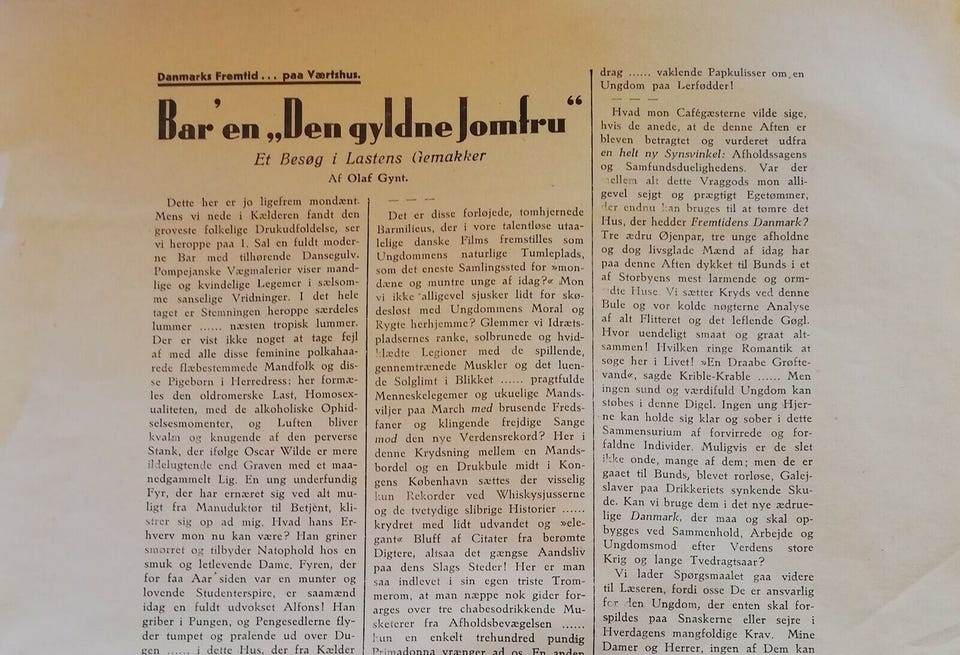 Danmarks Fremtid... paa Værtshus.
Bar'en „Den gyldne Jomfru“
Et Besøg i Lastens Gemakker
Af Olaf Gynt.
Dette her er jo ligefrem mondænt.
Mens vi nede i Kælderen fandt den
groveste folkelige Drukudfoldelse, ser
vi heroppe paa 1. Sal en fuldt moder-
ne Bar med tilhørende Dansegulv.
Pompejanske Vægmalerier viser mand-
lige og kvindelige Legemer i sælsom-
me sanselige Vridninger. I det hele
taget er Stemningen heroppe særdeles
lummer ...... næsten tropisk lummer.
Der er vist ikke noget at tage fejl
af med alle disse feminine polkahaa-
rede flæbestemmede Mandfolk og dis-
se Pigebørn i Herredress: her formæ-
les den oldromerske Last, Homosex-
ualiteten, med de alkoholiske Ophid-
selsesmomenter, og Luften bliver
kvalm og knugende af den perverse
Stank, der ifølge Oscar Wilde er mere
ildelugtende end Graven med et maa-
nedgammelt Lig. En ung underfundig
Fyr, der har ernæret sig ved alt mu-
ligt fra Manuduktør til Betjent, kli-
strer sig op ad mig. Hvad hans Er-
hverv mon nu kan være? Han griner
smørret og tilbyder Natophold hos en
smuk og letlevende Dame. Fyren, der
for faa Aar siden var en munter og
lovende Studenterspire, er saamænd
idag en fuldt udvokset Alfons! Han
griber i Pungen, og Pengesedlerne fly-
der tumpet og pralende ud over Du-
gen ...... i dette Hus, der fra Kælder
— — —
Det er disse forløjede, tomhjernede
Barmilieus, der i vore talentløse utaa-
lelige danske Films fremstilles som
Ungdommens naturlige Tumleplads,
som det eneste Samlingssted for »mon-
dæne og muntre unge af idag?« Mon
vi ikke alligevel sjusker lidt for skø-
desløst med Ungdommens Moral og
Rygte herhjemme? Glemmer vi Idræts-
pladsernes ranke, solbrunede og hvid-
klædte Legioner med de spillende,
gennemtrænede Muskler og det luen-
de Solglimt i Blikket ...... pragtfulde
Menneskelegemer og ukuelige Mands-
viljer paa March med brusende Freds-
faner og klingende frejdige Sange
mod den nye Verdensrekord? Her i
denne Krydsning mellem en Mands-
bordel og en Drukbule midt i Kon-
gens København sættes der visselig
kun Rekorder ved Whiskysjusserne
og de tvetydige slibrige Historier ......
krydret med lidt udvandet og »ele-
gant« Bluff af Citater fra berømte
Digtere, altsaa det gængse Aandsliv
paa dens Slags Steder! Her er man
saa indlevet i sin egen triste Trom-
merom, at man næppe nok gider for-
arges over tre chabesodrikkende Mu-
sketerer fra Afholdsbevægelsen ......
kun en enkelt trehundred pundig
Primadonna vrænger ad os. En anden
drag ...... vaklende Papkulisser om en
Ungdom paa Lerfødder!
— — —
Hvad mon Cafégæsterne vilde sige,
hvis de anede, at de denne Aften er
bleven betragtet og vurderet udfra
en helt ny Synsvinkel: Afholdssagens
og Samfundsduelighedens. Var der
mellem alt dette Vraggods mon alli-
gevel sejgt og prægtigt Egetømmer,
der endnu kan bruges til at tømre det
Hus, der hedder Fremtidens Danmark?
Tre ædru Øjenpar, tre unge afholdne
og dog livsglade Mænd af idag har
paa denne Aften dykket til Bunds i et
af Storbyens mest larmende og orm-
ædte Huse. Vi sætter Kryds ved denne
Bule og vor kolde nøgterne Analyse
af alt Flitteret og det leflende Gøgl.
Hvor uendeligt smaat og graat alt-
sammen! Hvilken ringe Romantik at
søge her i Livet! »En Draabe Grøfte-
vand«, sagde Krible-Krable ...... Men
ingen sund og værdifuld Ungdom kan
støbes i denne Digel. Ingen ung Hjer-
ne kan holde sig klar og sober i dette
Sammensurium af forvirrede og for-
faldne Individer. Muligvis er de slet
ikke onde, mange af dem; men de er
gaaet til Bunds, blevet rorløse, Galej-
slaver paa Drikkeriets synkende Sku-
de. Kan vi bruge dem i det nye ædrue-
lige Danmark, der maa og skal op-
bygges ved Sammenhold, Arbejde og
Ungdomsmod efter Verdens store
Krig og lange Tvedragtsaar?
Vi lader Spørgsmaalet gaa videre
til Læseren, fordi osse De er ansvarlig
for den Ungdom, der enten skal for-
spildes paa Snaskerne eller sejre i
Hverdagens mangfoldige Krav. Mine
Damer og Herrer, ingen af Dem kan